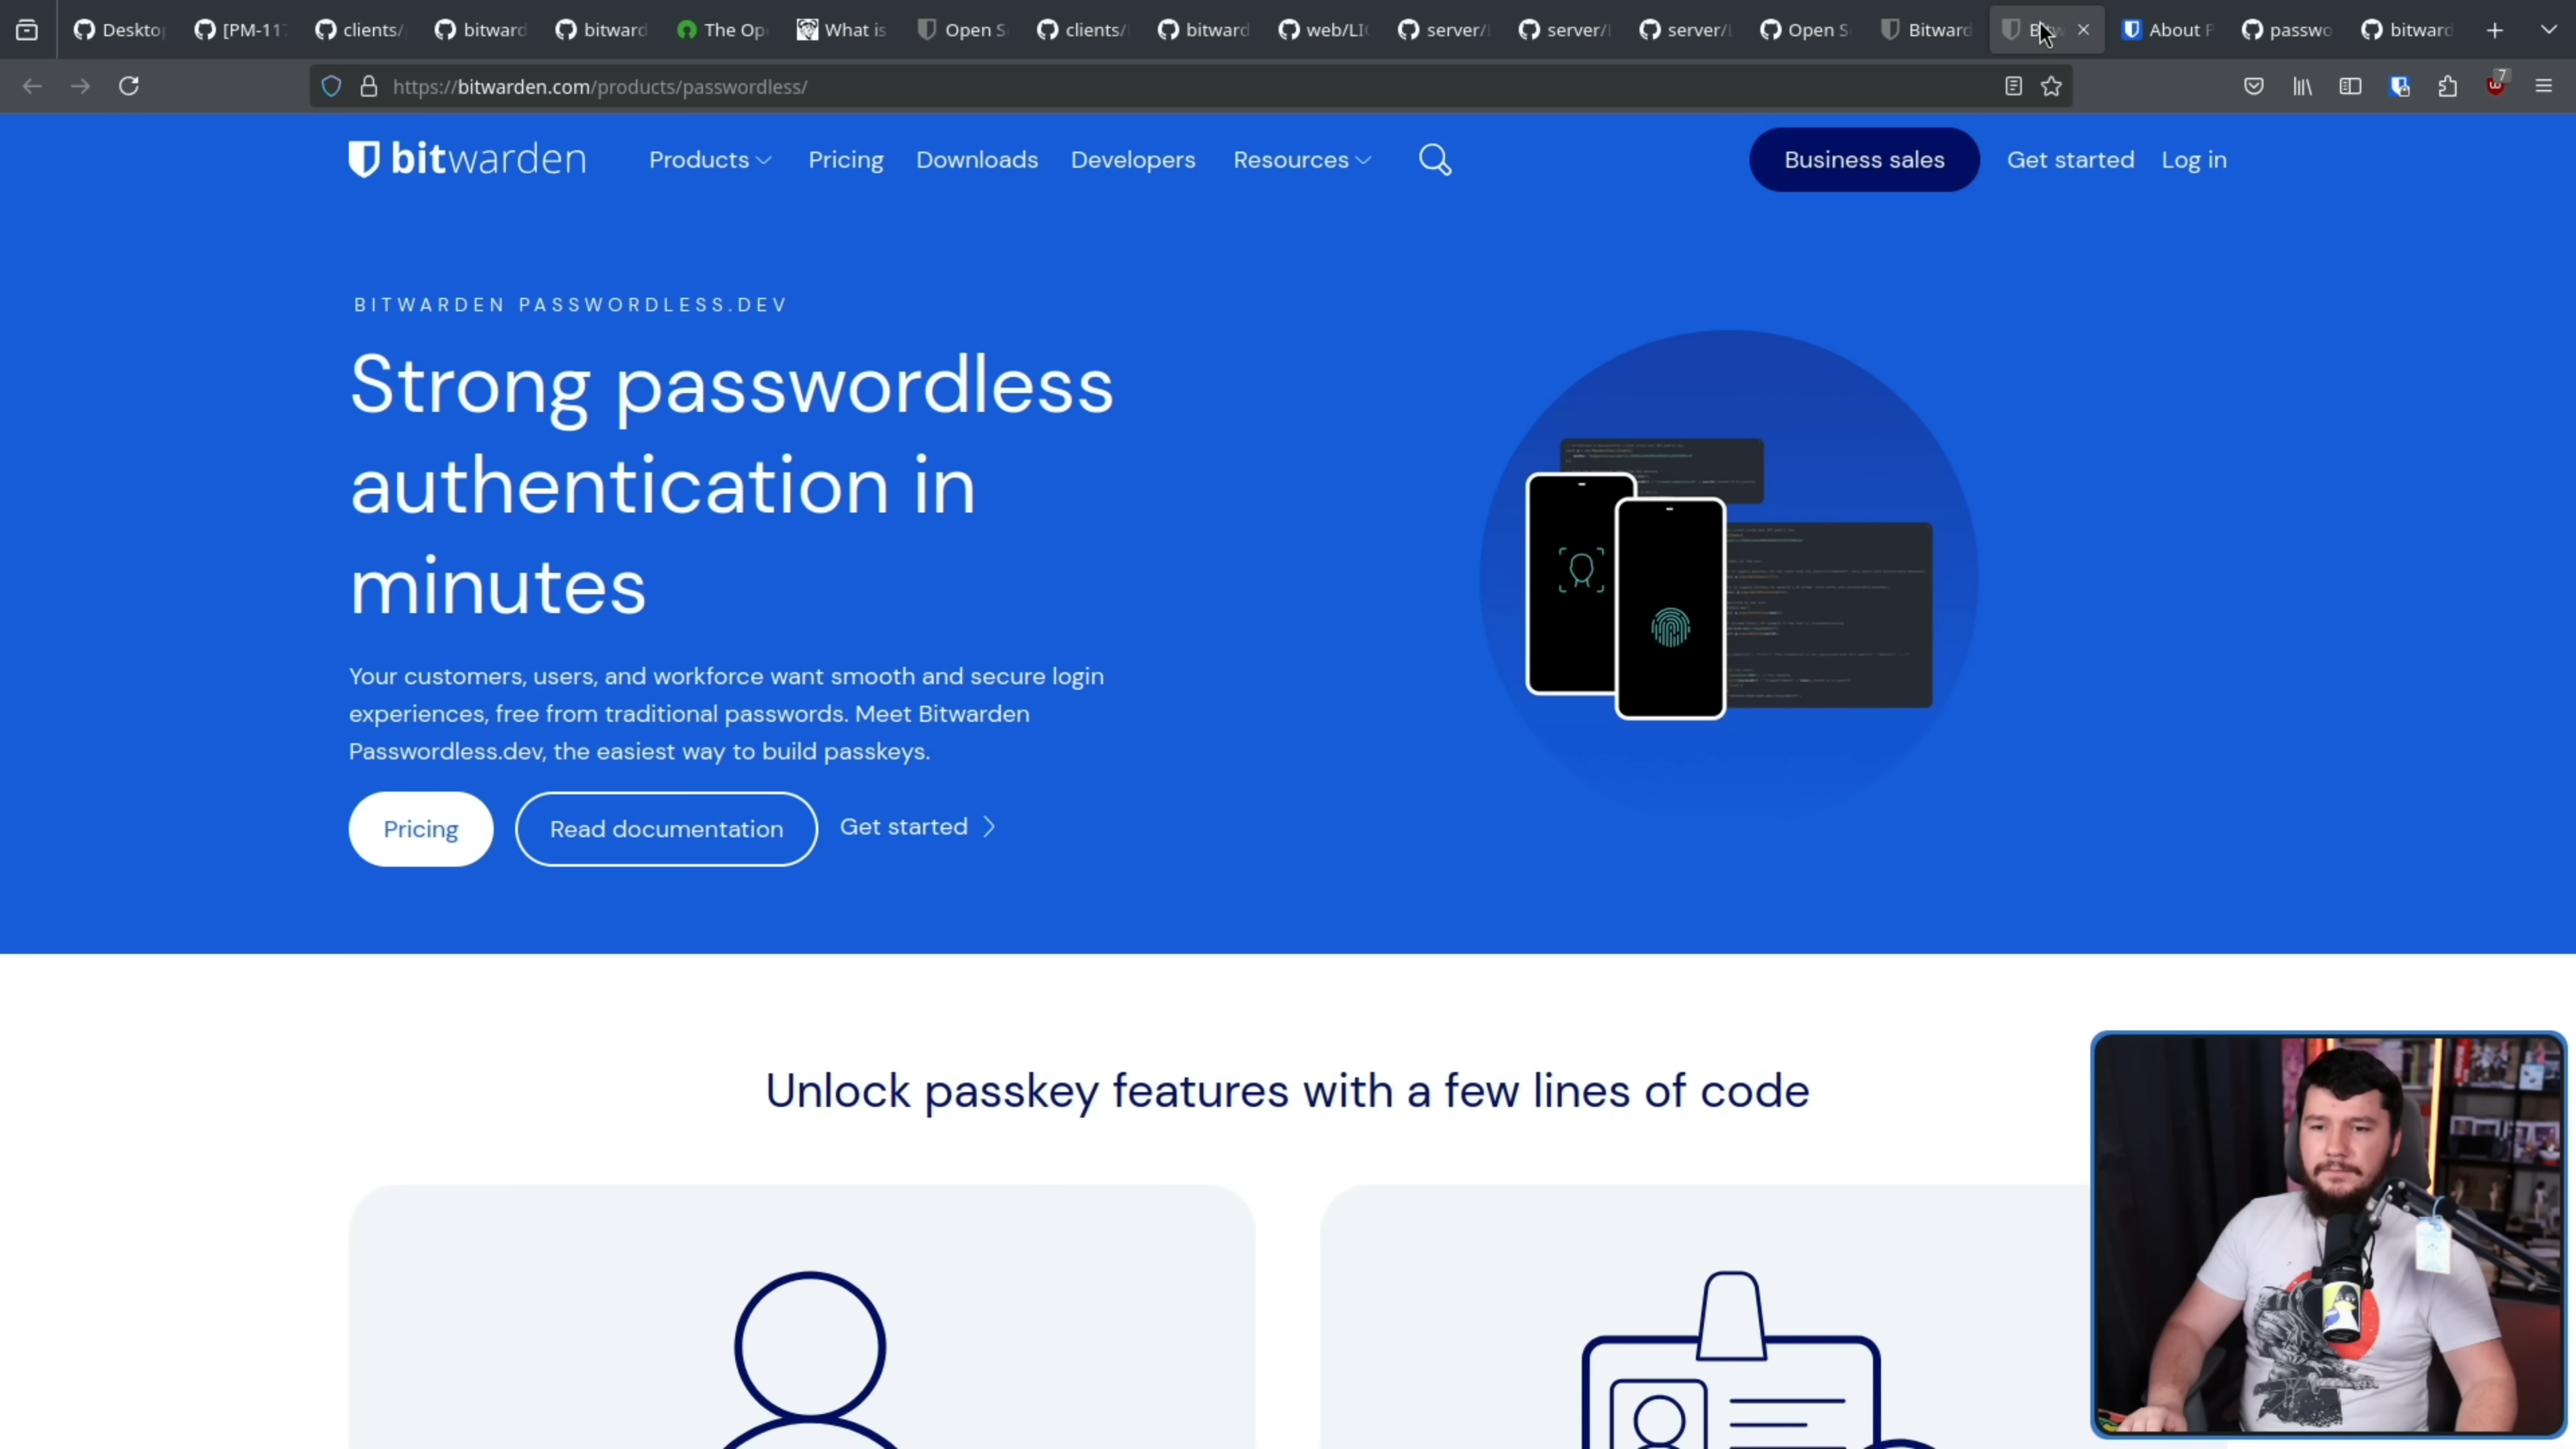 Deskto
[PM-117
clients/
bitward
bitward
The Op
What is
Open S
clients/
bitward
web/LI
server/
server/
server/
Open S
Bitward
About P
passwo
bitward
https://bitwarden.com/products/passwordless/
7
bitwarden
Products
Pricing
Downloads
Developers
Resources
Business sales
Get started
Log in
BITWARDEN PASSWORDLESS.DEV
Strong passwordless
authentication in
minutes
Your customers, users, and workforce want smooth and secure login
experiences, free from traditional passwords. Meet Bitwarden
Passwordless.dev, the easiest way to build passkeys.
Pricing
Read documentation
Get started
Unlock passkey features with a few lines of code